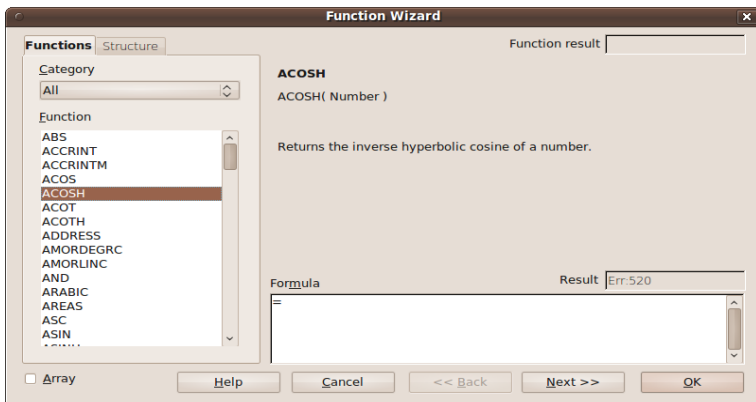 Function Wizard
Functions
Structure
Function result
Category
All
Function
ABS
ACCRINT
ACCRINTM
ACOS
ACOSH
ACOT
ACOTH
ADDRESS
AMORDEGRC
AMORLINC
AND
ARABIC
AREAS
ASC
ASIN
ACOSH
ACOSH( Number )
Returns the inverse hyperbolic cosine of a number.
Formula
Result Err:520
=
Array
Help
Cancel
<< Back
Next >>
OK